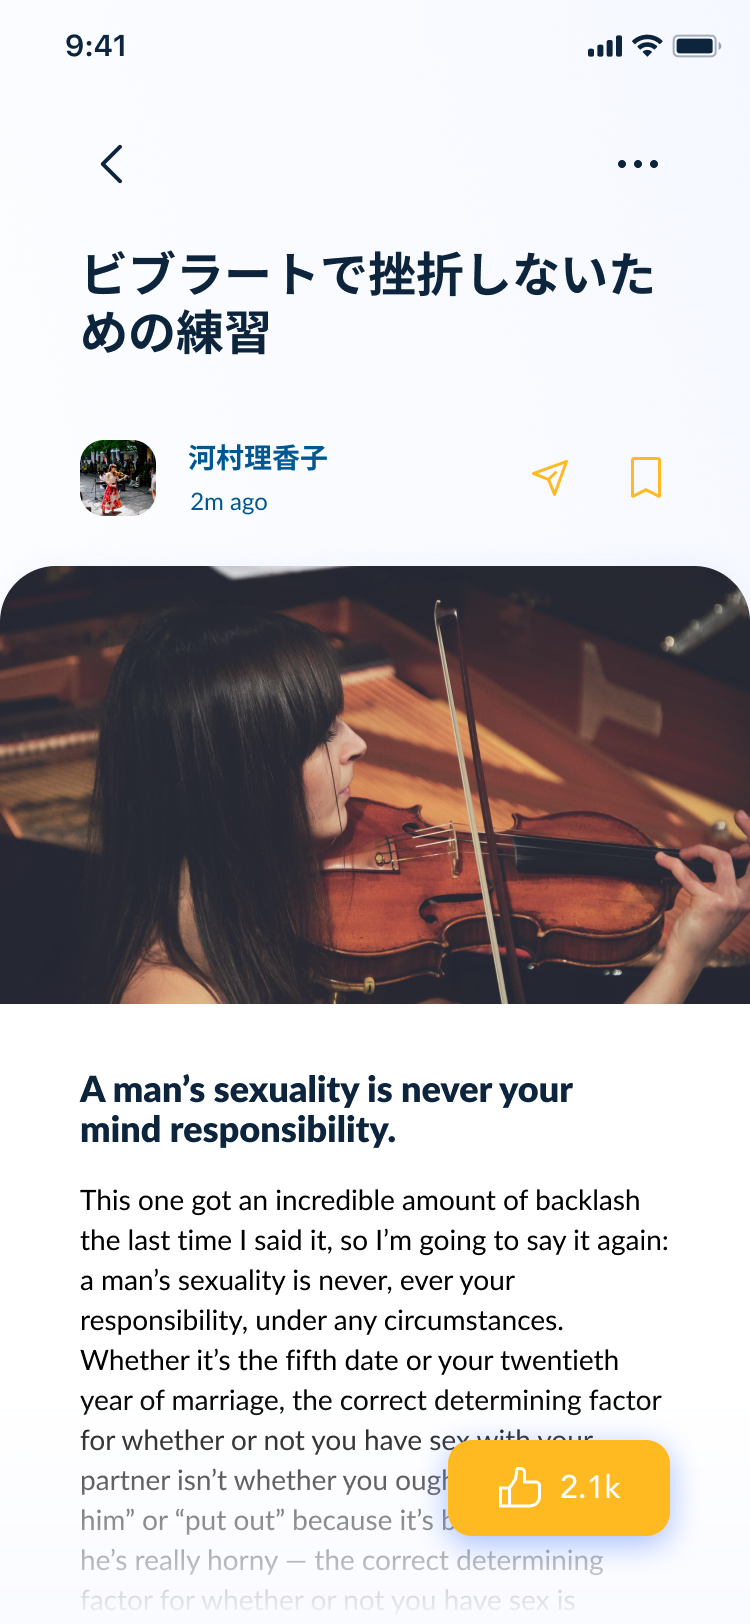 9:41
ビブラートで挫折しないた
めの練習
河村理香子
2m ago
A man’s sexuality is never your
mind responsibility.
This one got an incredible amount of backlash
the last time I said it, so I’m going to say it again:
a man’s sexuality is never, ever your
responsibility, under any circumstances.
Whether it’s the fifth date or your twentieth
year of marriage, the correct determining factor
for whether or not you have sex with your
partner isn’t whether you ough
him” or “put out” because it’s b
2.1k
he’s really horny — the correct determining
factor for whether or not you have sex is